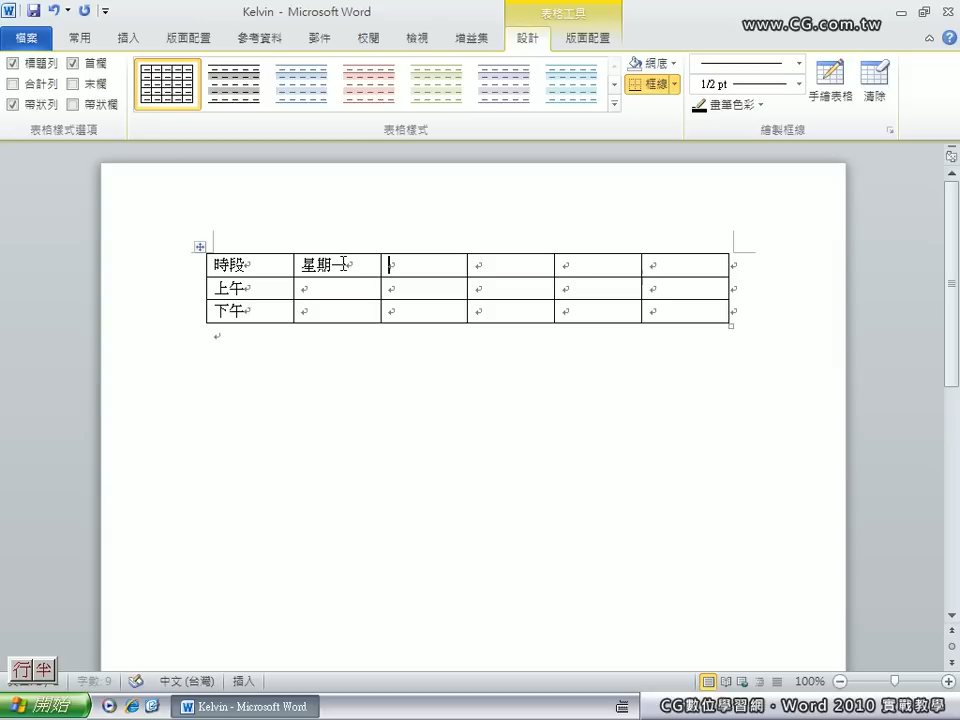 Kelvin - Microsoft Word
表格工具
www.CG.com.tw
檔案 常用 插入 版面配置 參考資料 郵件 校閱 檢視 增益集 設計 版面配置
標題列 首欄
合計列 末欄
帶狀列 帶狀欄
網底
框線
1/2 pt
畫筆色彩
手繪表格 清除
表格樣式選項 表格樣式 繪製框線
時段 星期一
上午
下午
行 半
字數: 9 中文 (台灣) 插入 100%
開始 Kelvin - Microsoft Word CG數位學習網・Word 2010 實戰教學